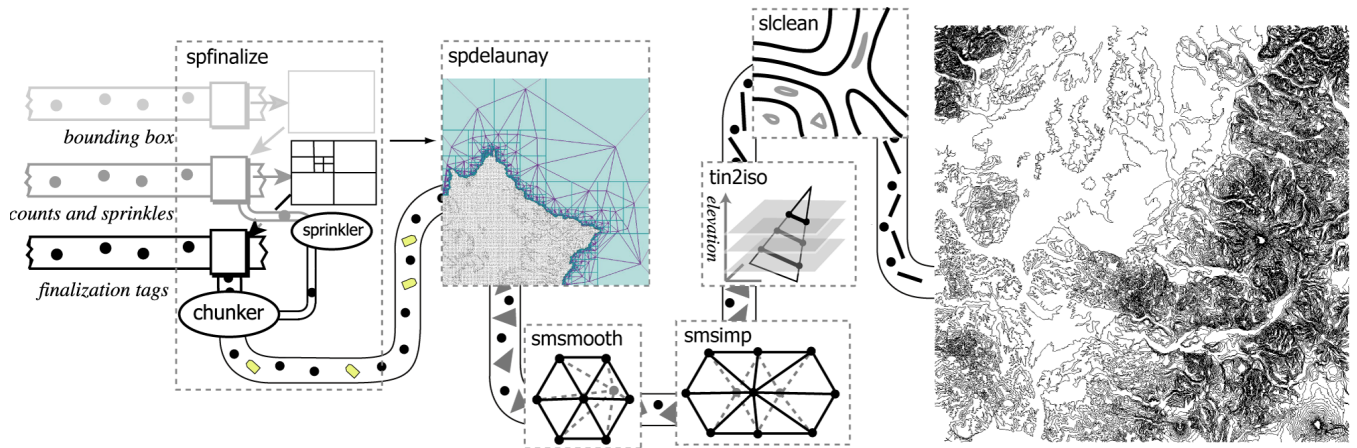 spfinalize
bounding box
counts and sprinkles
sprinkler
finalization tags
chunker
spdelaunay
smsmooth
smsimp
tin2iso
elevation
slclean